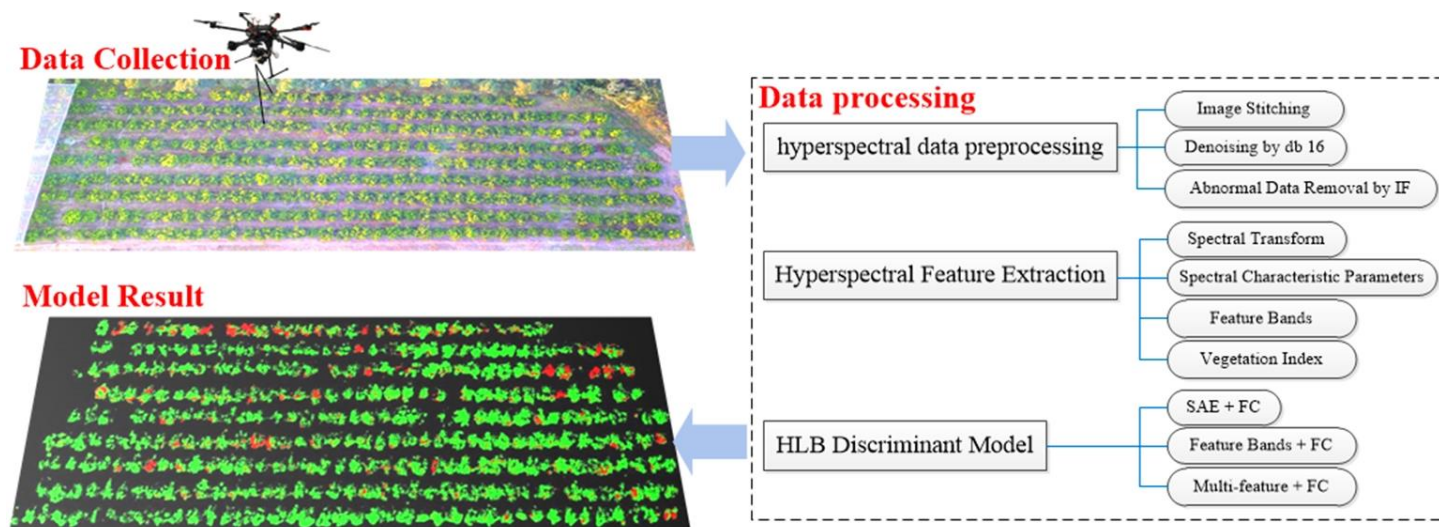 Data Collection
Data processing
hyperspectral data preprocessing
Image Stitching
Denoising by db 16
Abnormal Data Removal by IF
Hyperspectral Feature Extraction
Spectral Transform
Spectral Characteristic Parameters
Feature Bands
Vegetation Index
HLB Discriminant Model
SAE + FC
Feature Bands + FC
Multi-feature + FC
Model Result